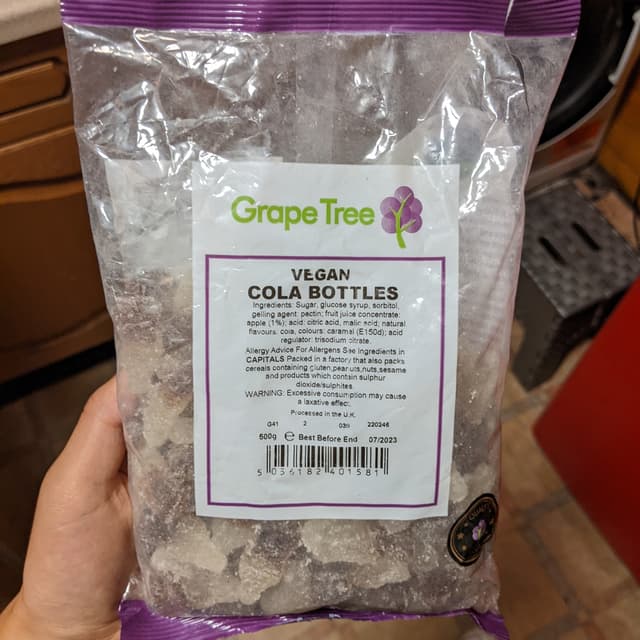 Grape Tree
VEGAN
COLA BOTTLES
Ingredients: Sugar, glucose syrup, sorbitol,
gelling agent: pectin; fruit juice concentrate:
apple (1%); acid: citric acid, malic acid; natural
flavours: cola, colours: caramel (E150d); acid
regulator: trisodium citrate.
Allergy Advice For Allergens See Ingredients in
CAPITALS Packed in a factory that also packs
cereals containing gluten,peanuts,nuts,sesame
and products which contain sulphur
dioxide/sulphites
WARNING: Excessive consumption may cause
a laxative effect.
Processed in the U.K.
G41 2 039 220246
500g e Best Before End 07/2023
5 056182 401581